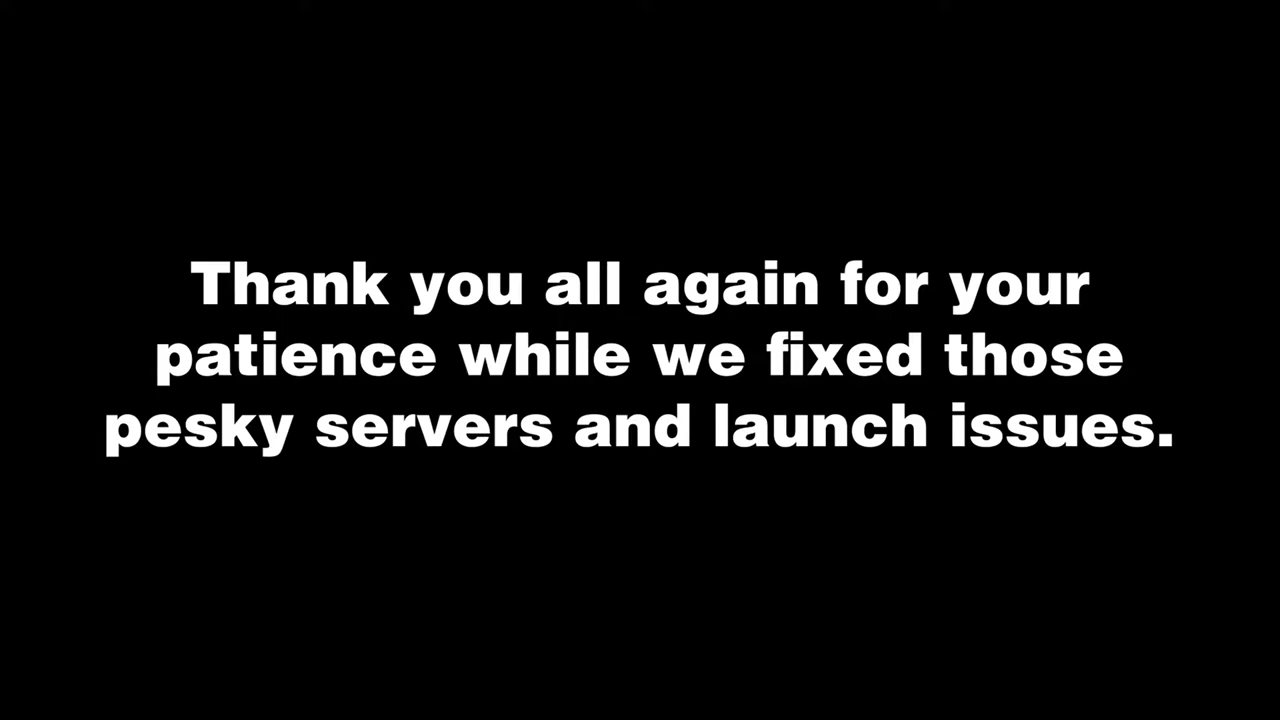 Thank you all again for your
patience while we fixed those
pesky servers and launch issues.